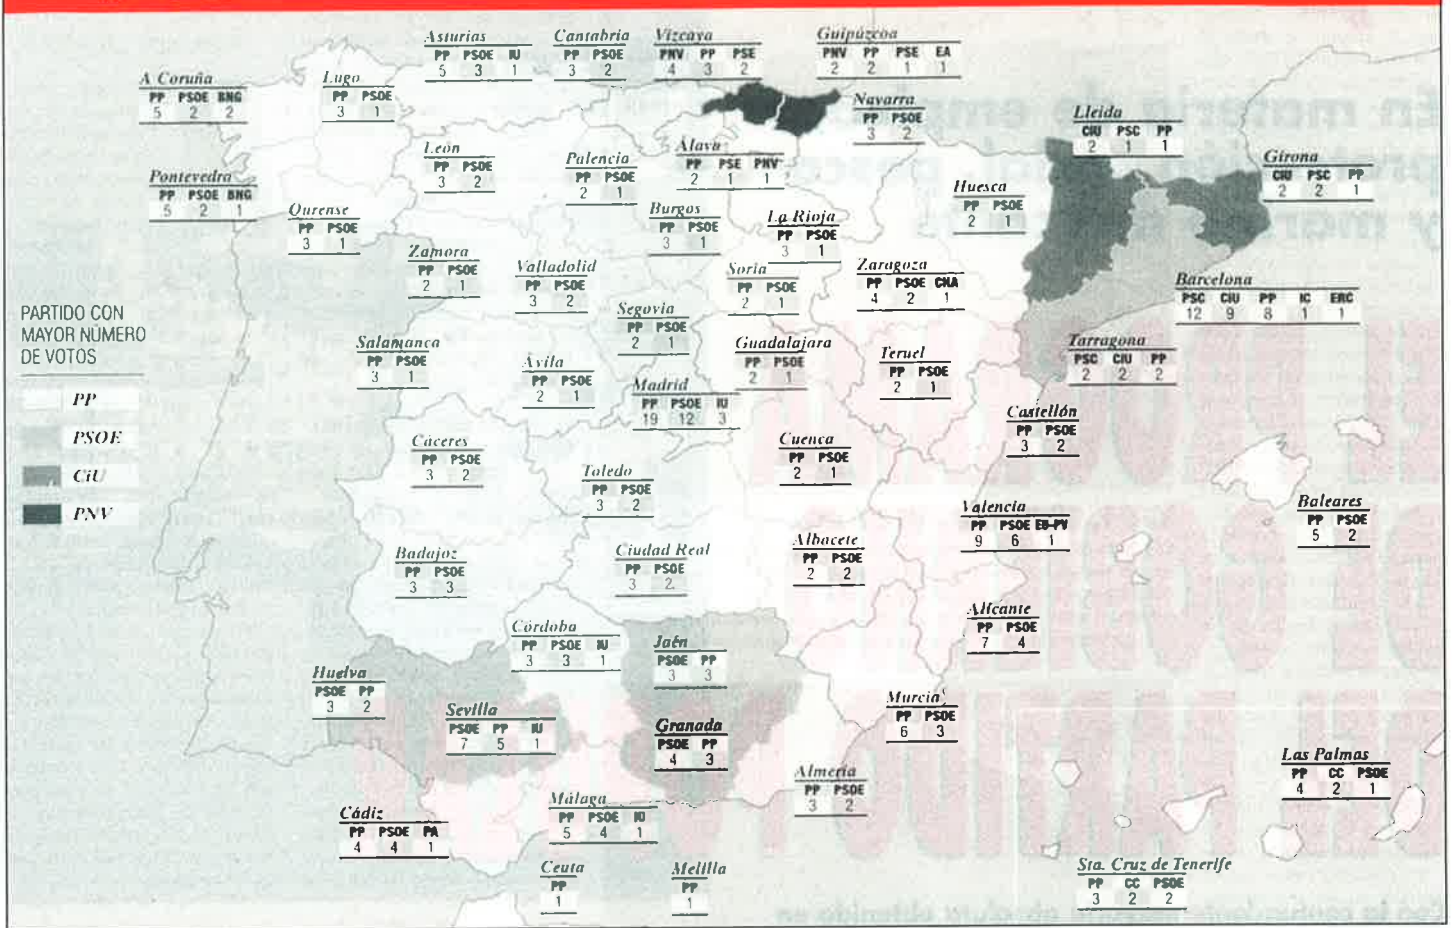 Asturias
PP PSOE IU
5 3 1
Cantabria
PP PSOE
3 2
Vizcaya
PNV PP PSE
4 3 2
Guipúzcoa
PNV PP PSE EA
2 2 1 1
A Coruña
PP PSOE BNG
5 2 2
Lugo
PP PSOE
3 1
Navarra
PP PSOE
3 2
Lleida
CIU PSC PP
2 1 1
Girona
CIU PSC PP
2 2 1
León
PP PSOE
3 2
Palencia
PP PSOE
2 1
Álava
PP PSE PNV
2 1 1
Pontevedra
PP PSOE BNG
5 2 1
Ourense
PP PSOE
3 1
Burgos
PP PSOE
3 1
La Rioja
PP PSOE
3 1
Huesca
PP PSOE
2 1
Zamora
PP PSOE
2 1
Valladolid
PP PSOE
3 2
Soria
PP PSOE
2 1
Zaragoza
PP PSOE CHA
4 2 1
Barcelona
PSC CIU PP IC ERC
12 9 8 1 1
Segovia
PP PSOE
2 1
Salamanca
PP PSOE
3 1
Ávila
PP PSOE
2 1
Guadalajara
PP PSOE
2 1
Teruel
PP PSOE
2 1
Tarragona
PSC CIU PP
2 2 2
Madrid
PP PSOE IU
19 12 3
Castellón
PP PSOE
3 2
Cáceres
PP PSOE
3 2
Toledo
PP PSOE
3 2
Cuenca
PP PSOE
2 1
Valencia
PP PSOE EU-PV
9 6 1
Baleares
PP PSOE
5 2
Badajoz
PP PSOE
3 3
Ciudad Real
PP PSOE
3 2
Albacete
PP PSOE
2 2
Alicante
PP PSOE
7 4
Córdoba
PP PSOE IU
3 3 1
Jaén
PSOE PP
3 3
Huelva
PSOE PP
3 2
Sevilla
PSOE PP IU
7 5 1
Granada
PSOE PP
4 3
Murcia
PP PSOE
6 3
Almería
PP PSOE
3 2
Cádiz
PP PSOE PA
4 4 1
Málaga
PP PSOE IU
5 4 1
Ceuta
PP
1
Melilla
PP
1
Las Palmas
PP CC PSOE
4 2 1
Sta. Cruz de Tenerife
PP CC PSOE
3 2 2
PARTIDO CON
MAYOR NÚMERO
DE VOTOS
PP
PSOE
CiU
PNV